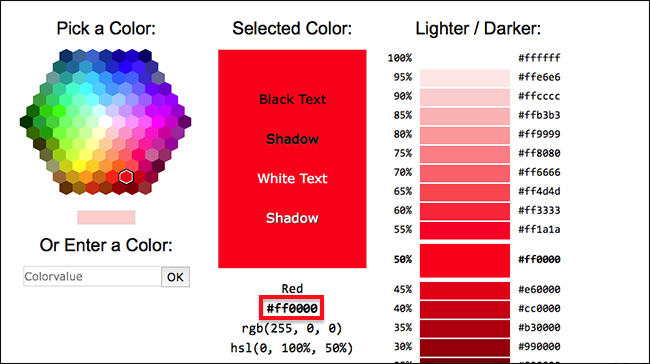 Pick a Color:
Or Enter a Color:
Colorvalue OK
Selected Color:
Black Text
Shadow
White Text
Shadow
Red
#ff0000
rgb(255, 0, 0)
hsl(0, 100%, 50%)
Lighter / Darker:
100% #ffffff
95% #ffe6e6
90% #ffcccc
85% #ffb3b3
80% #ff9999
75% #ff8080
70% #ff6666
65% #ff4d4d
60% #ff3333
55% #ff1a1a
50% #ff0000
45% #e60000
40% #cc0000
35% #b30000
30% #990000